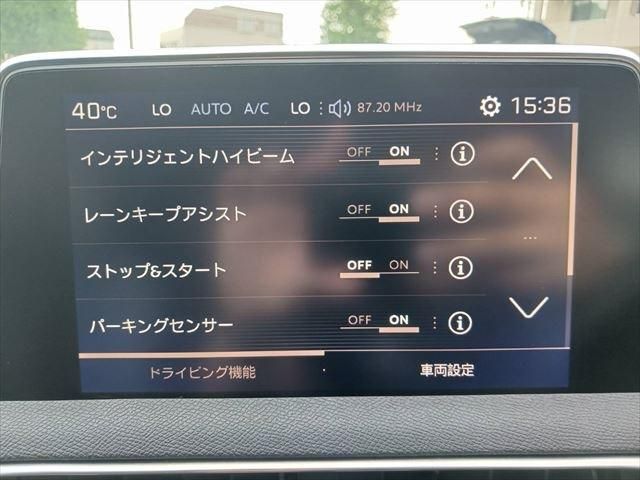 40°C LO AUTO A/C LO 87.20 MHz 15:36
インテリジェントハイビーム OFF ON
レーンキープアシスト OFF ON
ストップ&スタート OFF ON
パーキングセンサー OFF ON
ドライビング機能 車両設定